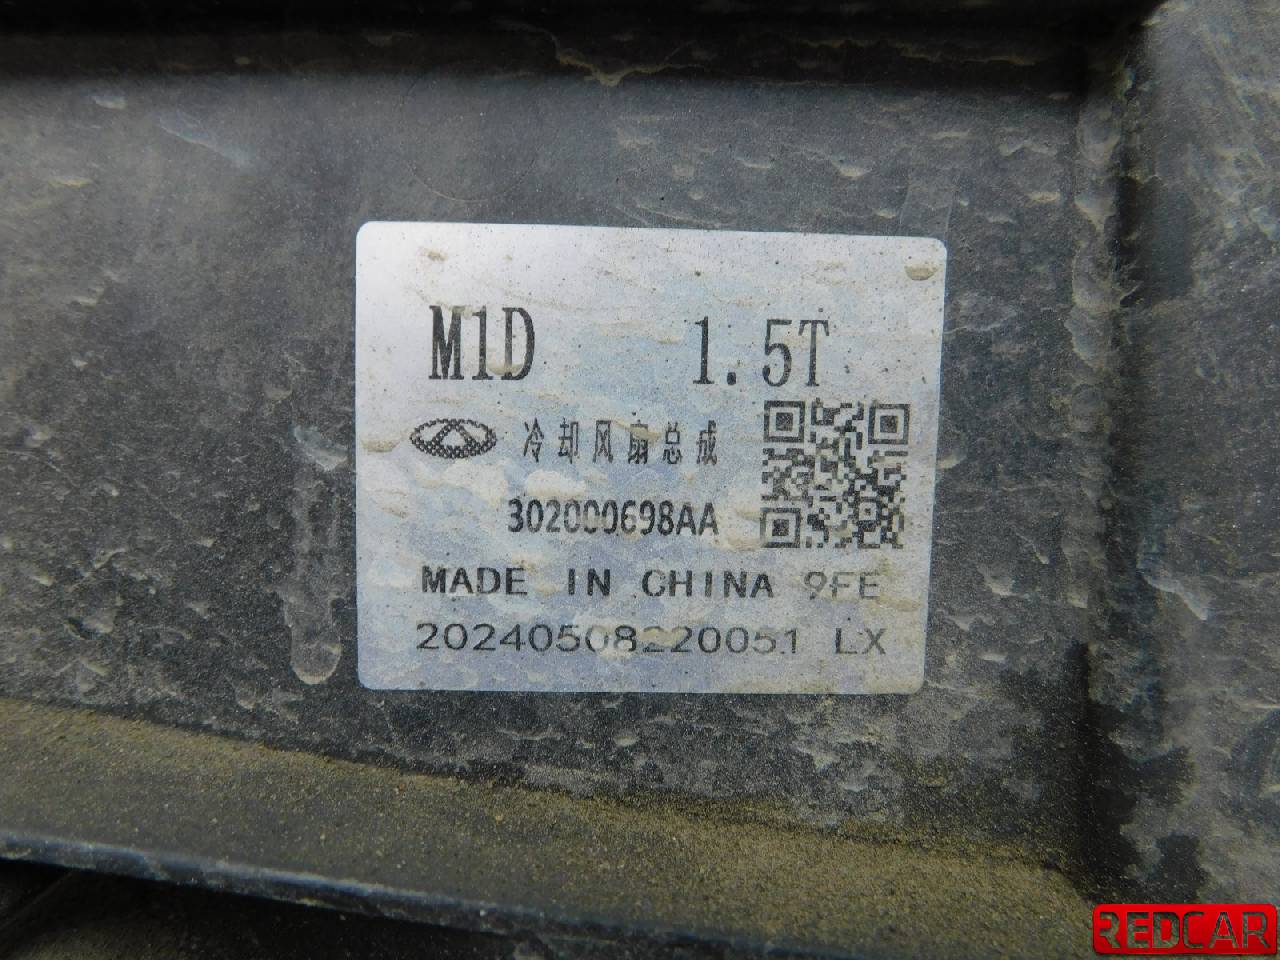 M1D 1.5T
冷却风扇总成
302000698AA
MADE IN CHINA 9FE
20240508220051 LX
REDCAR